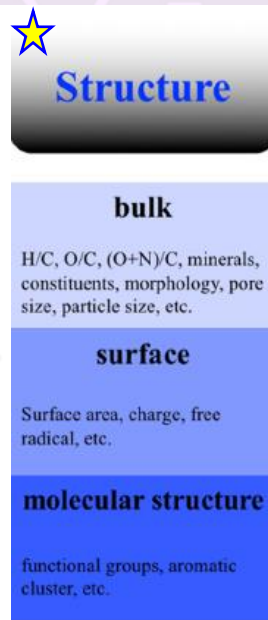 Structure
bulk
H/C, O/C, (O+N)/C, minerals,
constituents, morphology, pore
size, particle size, etc.
surface
Surface area, charge, free
radical, etc.
molecular structure
functional groups, aromatic
cluster, etc.